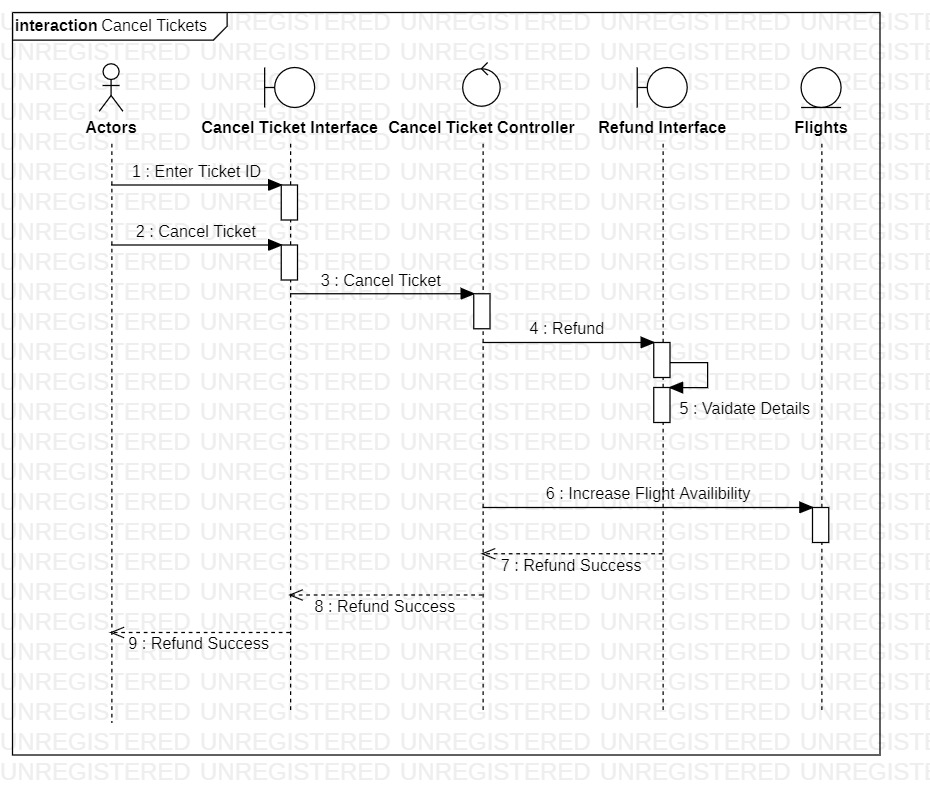 interaction Cancel Tickets
Actors
Cancel Ticket Interface
Cancel Ticket Controller
Refund Interface
Flights
1 : Enter Ticket ID
2 : Cancel Ticket
3 : Cancel Ticket
4 : Refund
5 : Vaidate Details
6 : Increase Flight Availibility
7 : Refund Success
8 : Refund Success
9 : Refund Success
UNREGISTERED